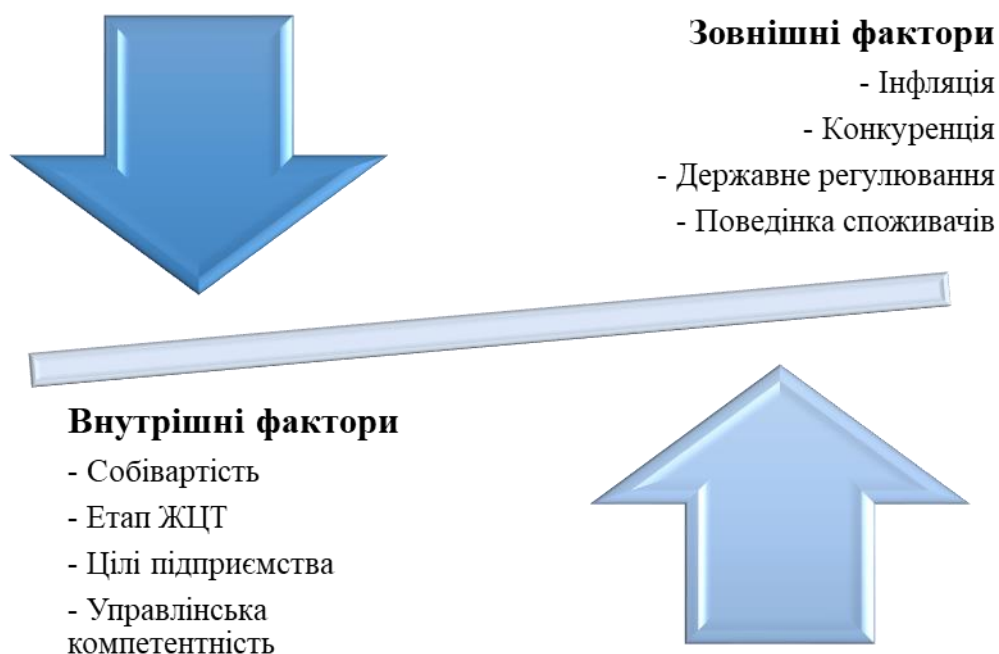 Зовнішні фактори
- Інфляція
- Конкуренція
- Державне регулювання
- Поведінка споживачів
Внутрішні фактори
- Собівартість
- Етап ЖЦТ
- Цілі підприємства
- Управлінська
компетентність